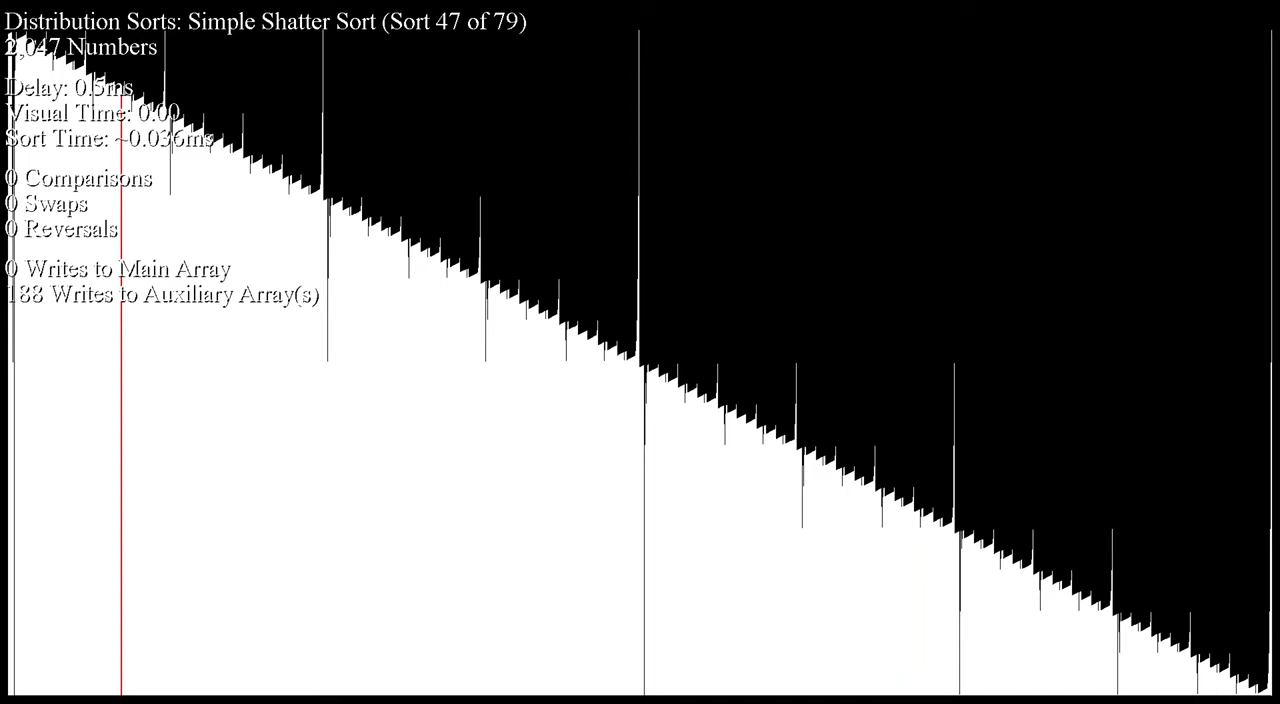 Distribution Sorts: Simple Shatter Sort (Sort 47 of 79)
2,047 Numbers
Delay: 0.5ms
Visual Time: 0:00
Sort Time: ~0.036ms
0 Comparisons
0 Swaps
0 Reversals
0 Writes to Main Array
188 Writes to Auxiliary Array(s)